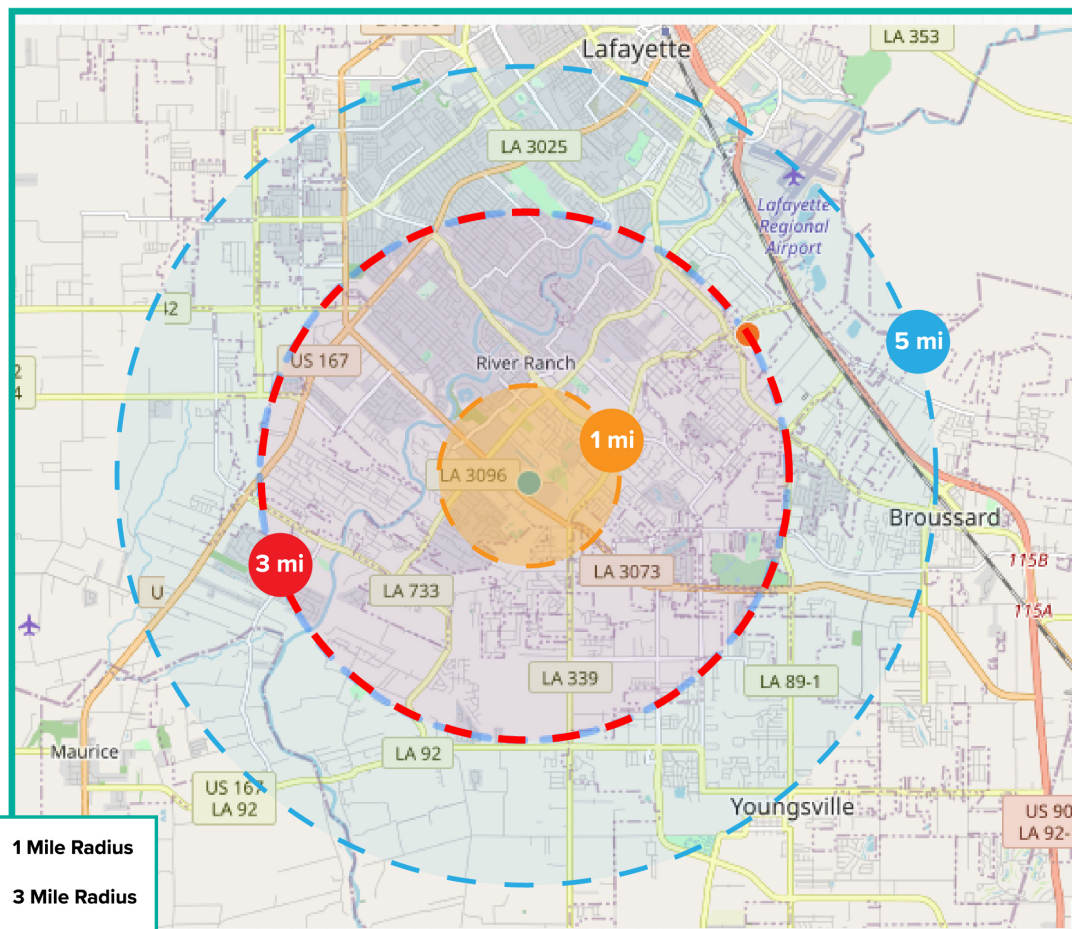 LA 353
Lafayette
LA 3025
Lafayette
Regional
Airport
5 mi
River Ranch
US 167
1 mi
LA 3096
Broussard
3 mi
LA 3073
115B
LA 733
U
115A
LA 339
LA 89-1
Maurice
LA 92
US 167
LA 92
Youngsville
US 90
LA 92-
1 Mile Radius
3 Mile Radius